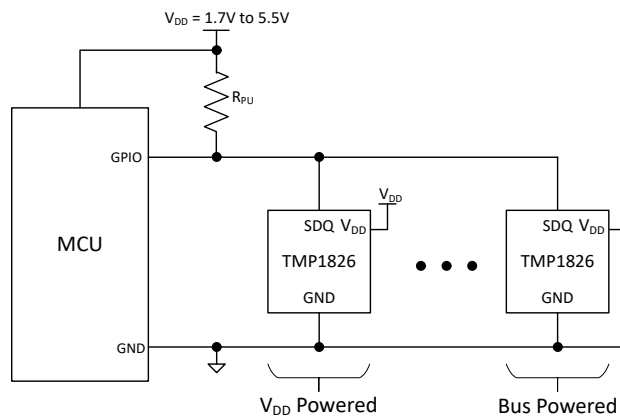 VDD = 1.7V to 5.5V
RPU
GPIO
VDD
SDQ VDD
SDQ VDD
MCU
TMP1826
TMP1826
GND
GND
GND
VDD Powered
Bus Powered